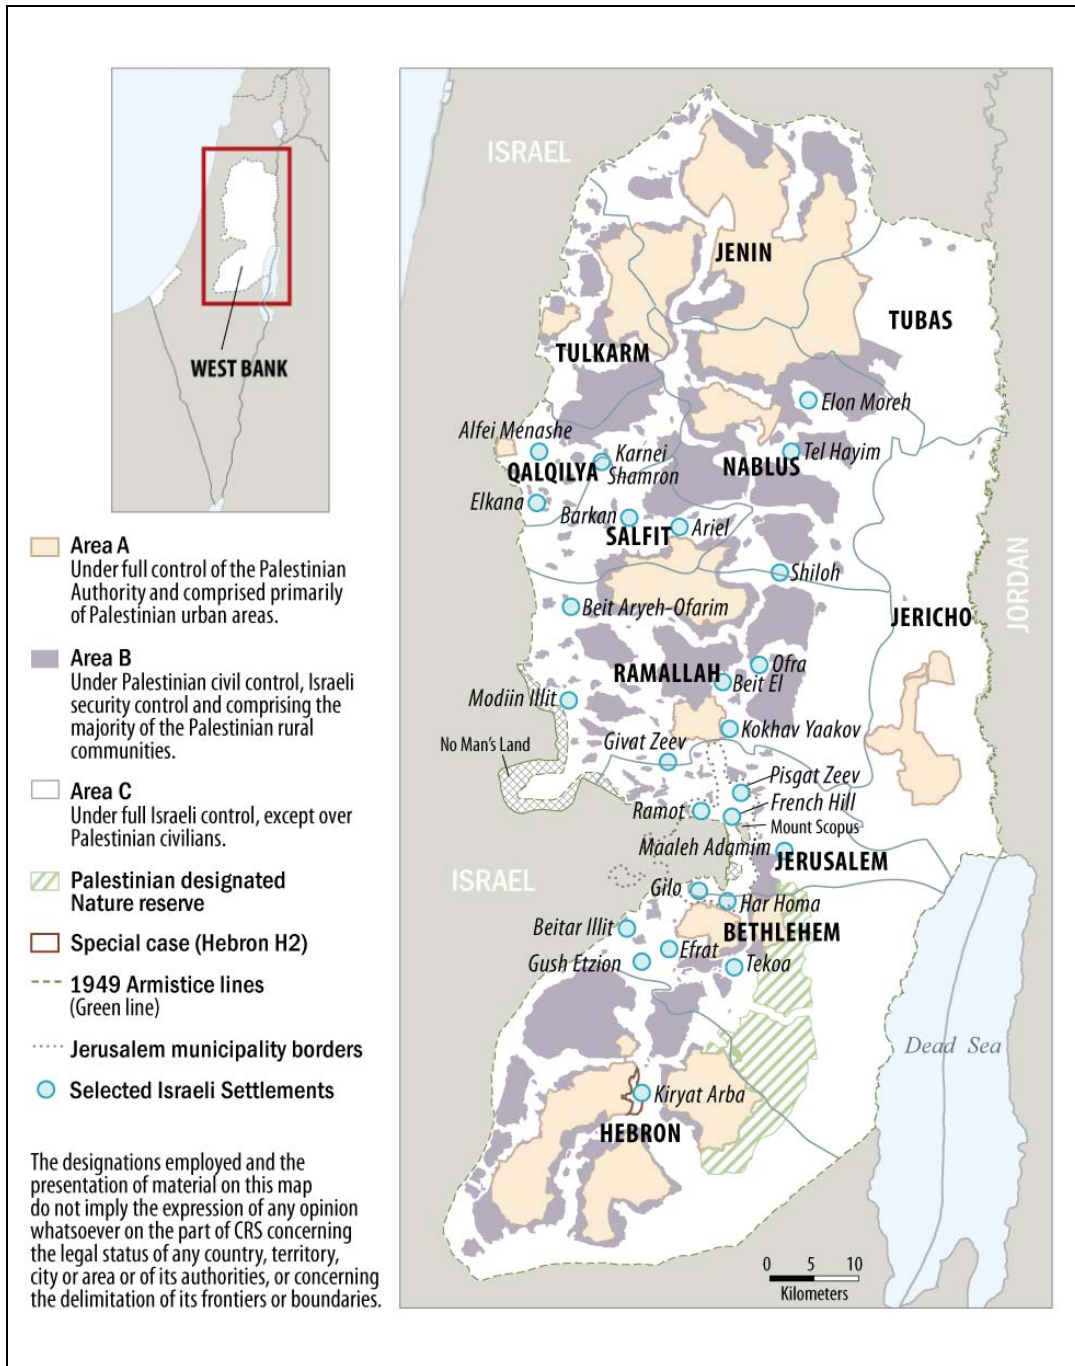 WEST BANK
Area A
Under full control of the Palestinian
Authority and comprised primarily
of Palestinian urban areas.
Area B
Under Palestinian civil control, Israeli
security control and comprising the
majority of the Palestinian rural
communities.
Area C
Under full Israeli control, except over
Palestinian civilians.
Palestinian designated
Nature reserve
Special case (Hebron H2)
1949 Armistice lines
(Green line)
Jerusalem municipality borders
Selected Israeli Settlements
The designations employed and the
presentation of material on this map
do not imply the expression of any opinion
whatsoever on the part of CRS concerning
the legal status of any country, territory,
city or area or of its authorities, or concerning
the delimitation of its frontiers or boundaries.
ISRAEL
JENIN
TUBAS
TULKARM
Elon Moreh
Alfei Menashe
Karnei
Shamron
Tel Hayim
NABLUS
QALQILYA
Elkana
Barkan
Ariel
SALFIT
Shiloh
JORDAN
Beit Aryeh-Ofarim
JERICHO
RAMALLAH
Ofra
Beit El
Modiin Illit
Kokhav Yaakov
No Man's Land
Givat Zeev
Pisgat Zeev
Ramot
French Hill
Mount Scopus
Maaleh Adamim
JERUSALEM
ISRAEL
Gilo
Har Homa
Beitar Illit
BETHLEHEM
Efrat
Gush Etzion
Tekoa
Dead Sea
Kiryat Arba
HEBRON
0 5 10
Kilometers